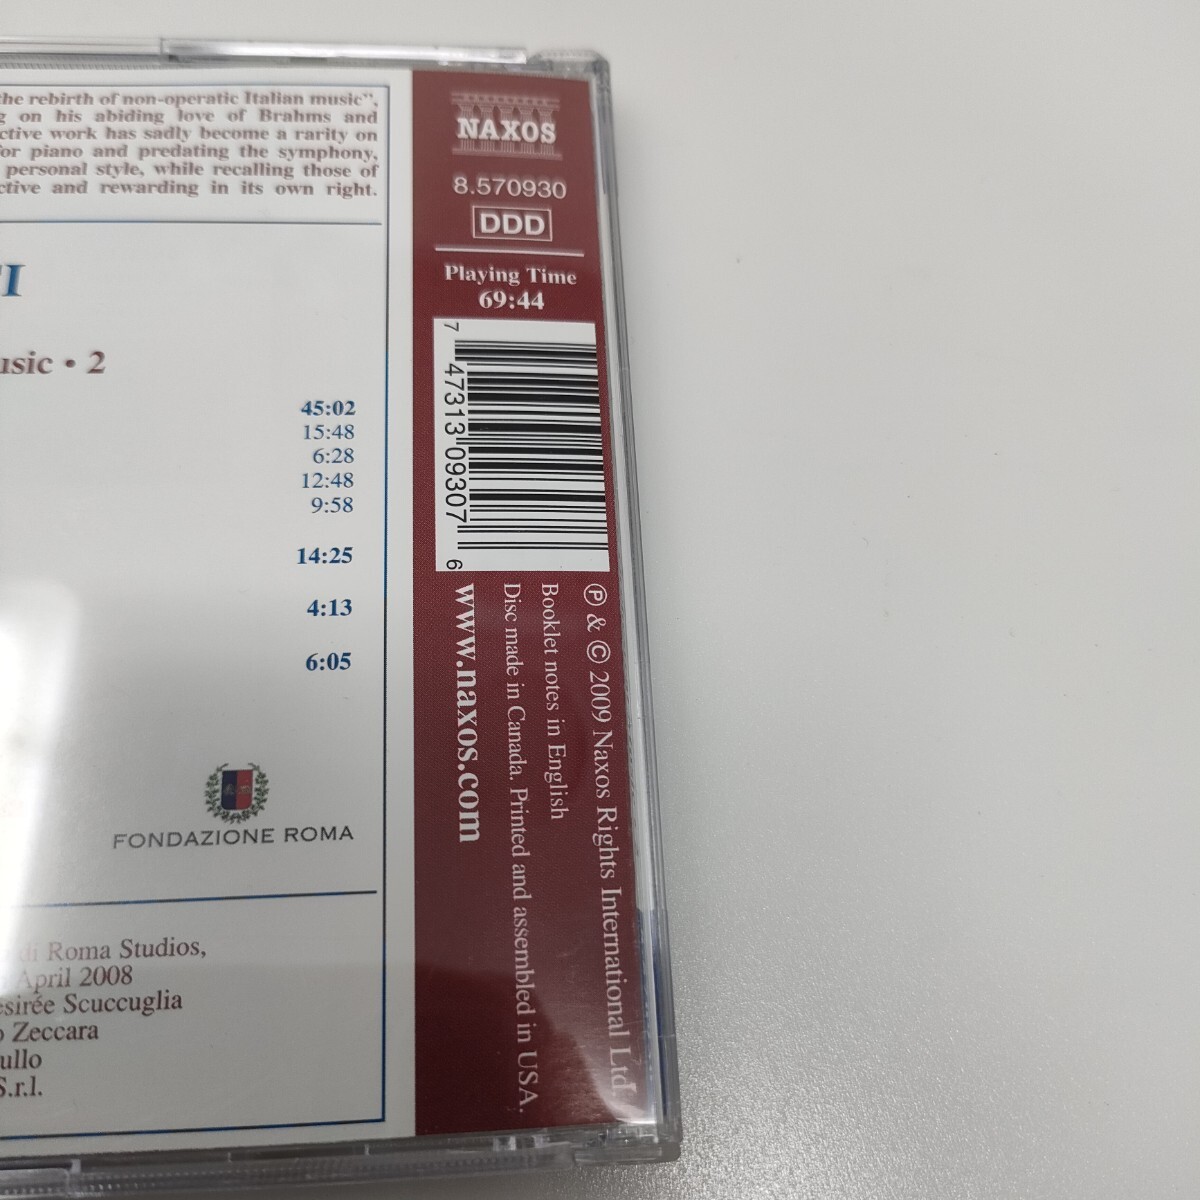 the rebirth of non-operatic Italian music",
on his abiding love of Brahms and
work has sadly become a rarity on
for piano and predating the symphony,
personal style, while recalling those of
and rewarding in its own right.
2
45:02
15:48
6:28
12:48
9:58
14:25
4:13
6:05
FONDAZIONE ROMA
di Roma Studios,
April 2008
Scuccuglia
Zeccara
S.r.l.
NAXOS
8.570930
DDD
Playing Time
69:44
7 47313 09307 6
℗ & © 2009 Naxos Rights International Ltd.
Booklet notes in English
Disc made in Canada. Printed and assembled in USA.
www.naxos.com